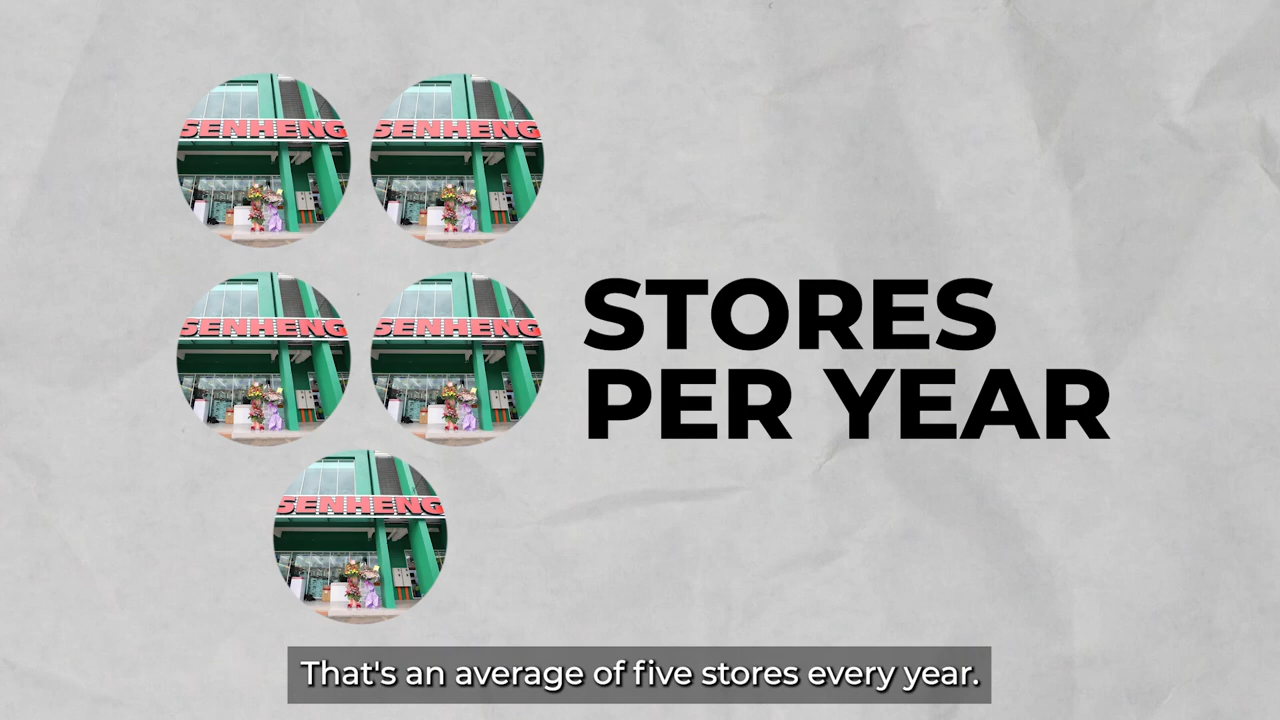 SENHENG SENHENG
SENHENG SENHENG
STORES
PER YEAR
SENHENG
That's an average of five stores every year.